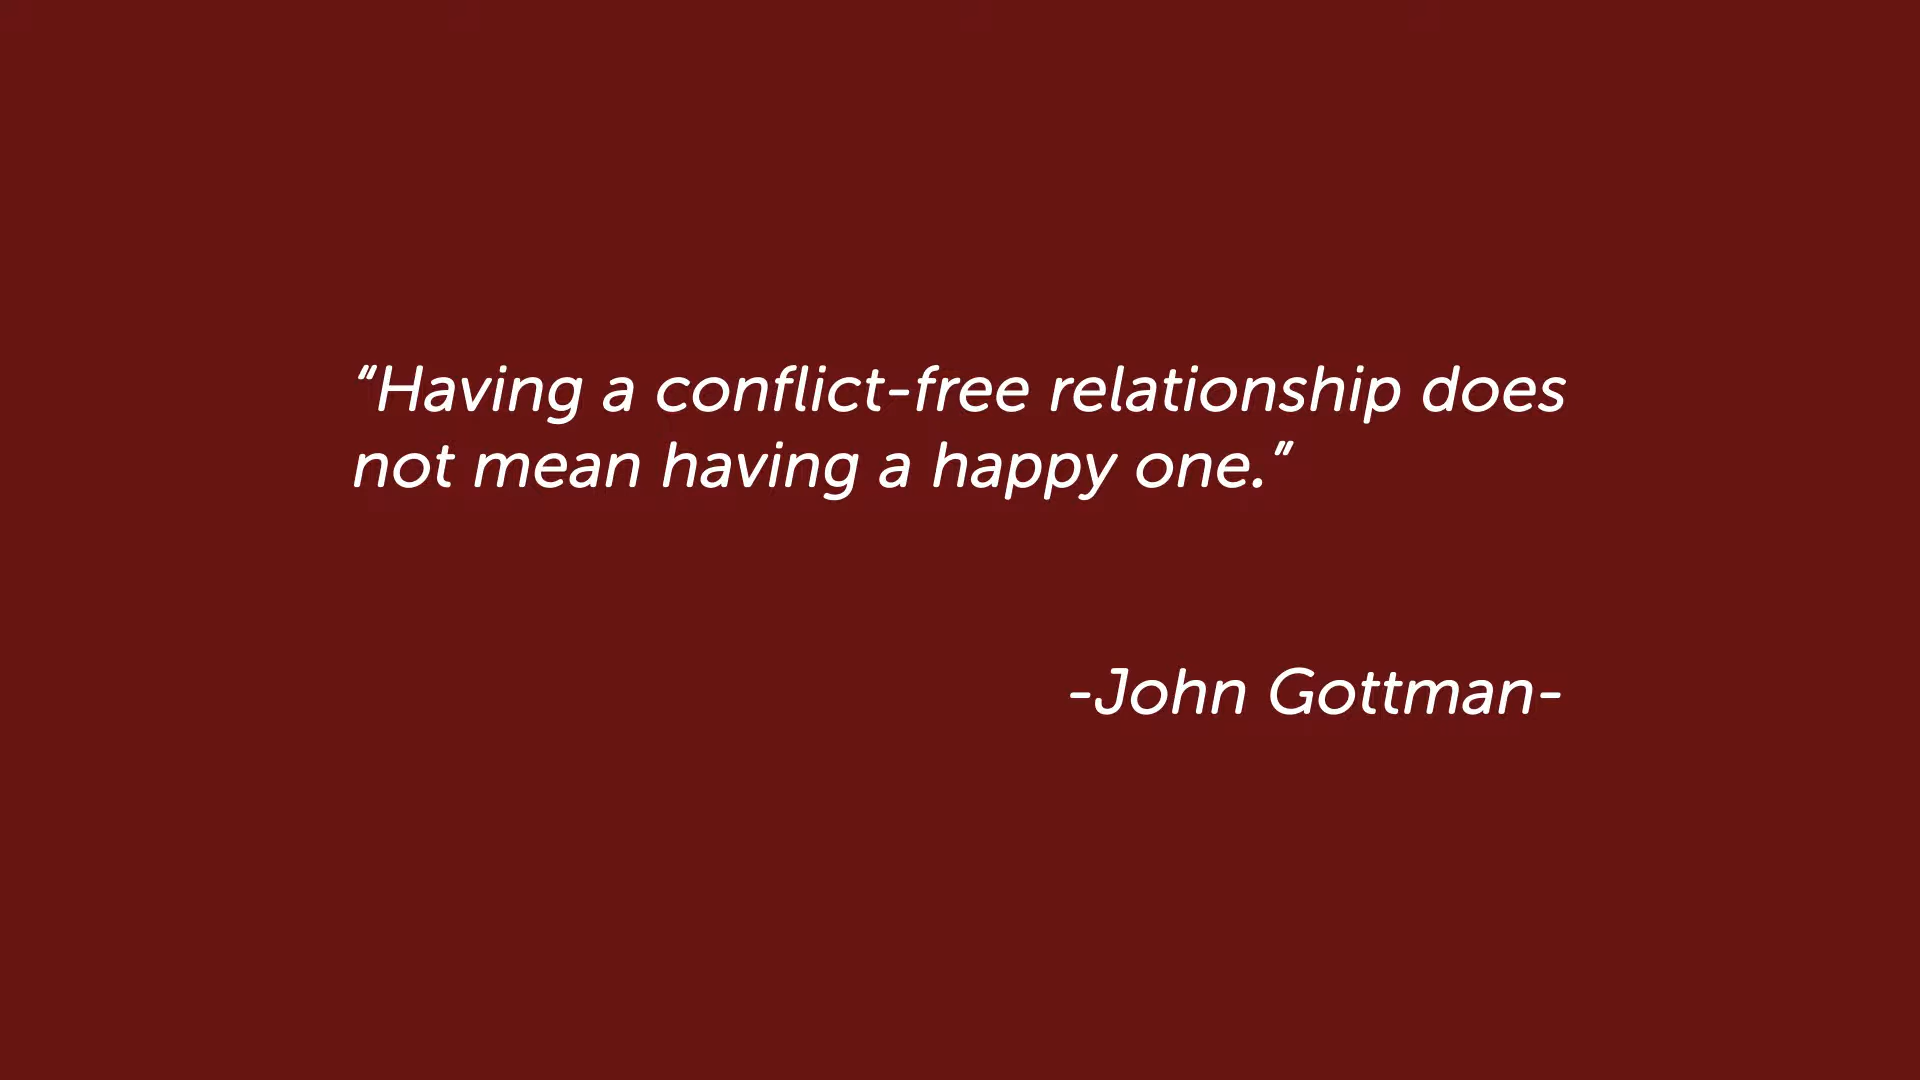 “Having a conflict-free relationship does
not mean having a happy one.”
-John Gottman-